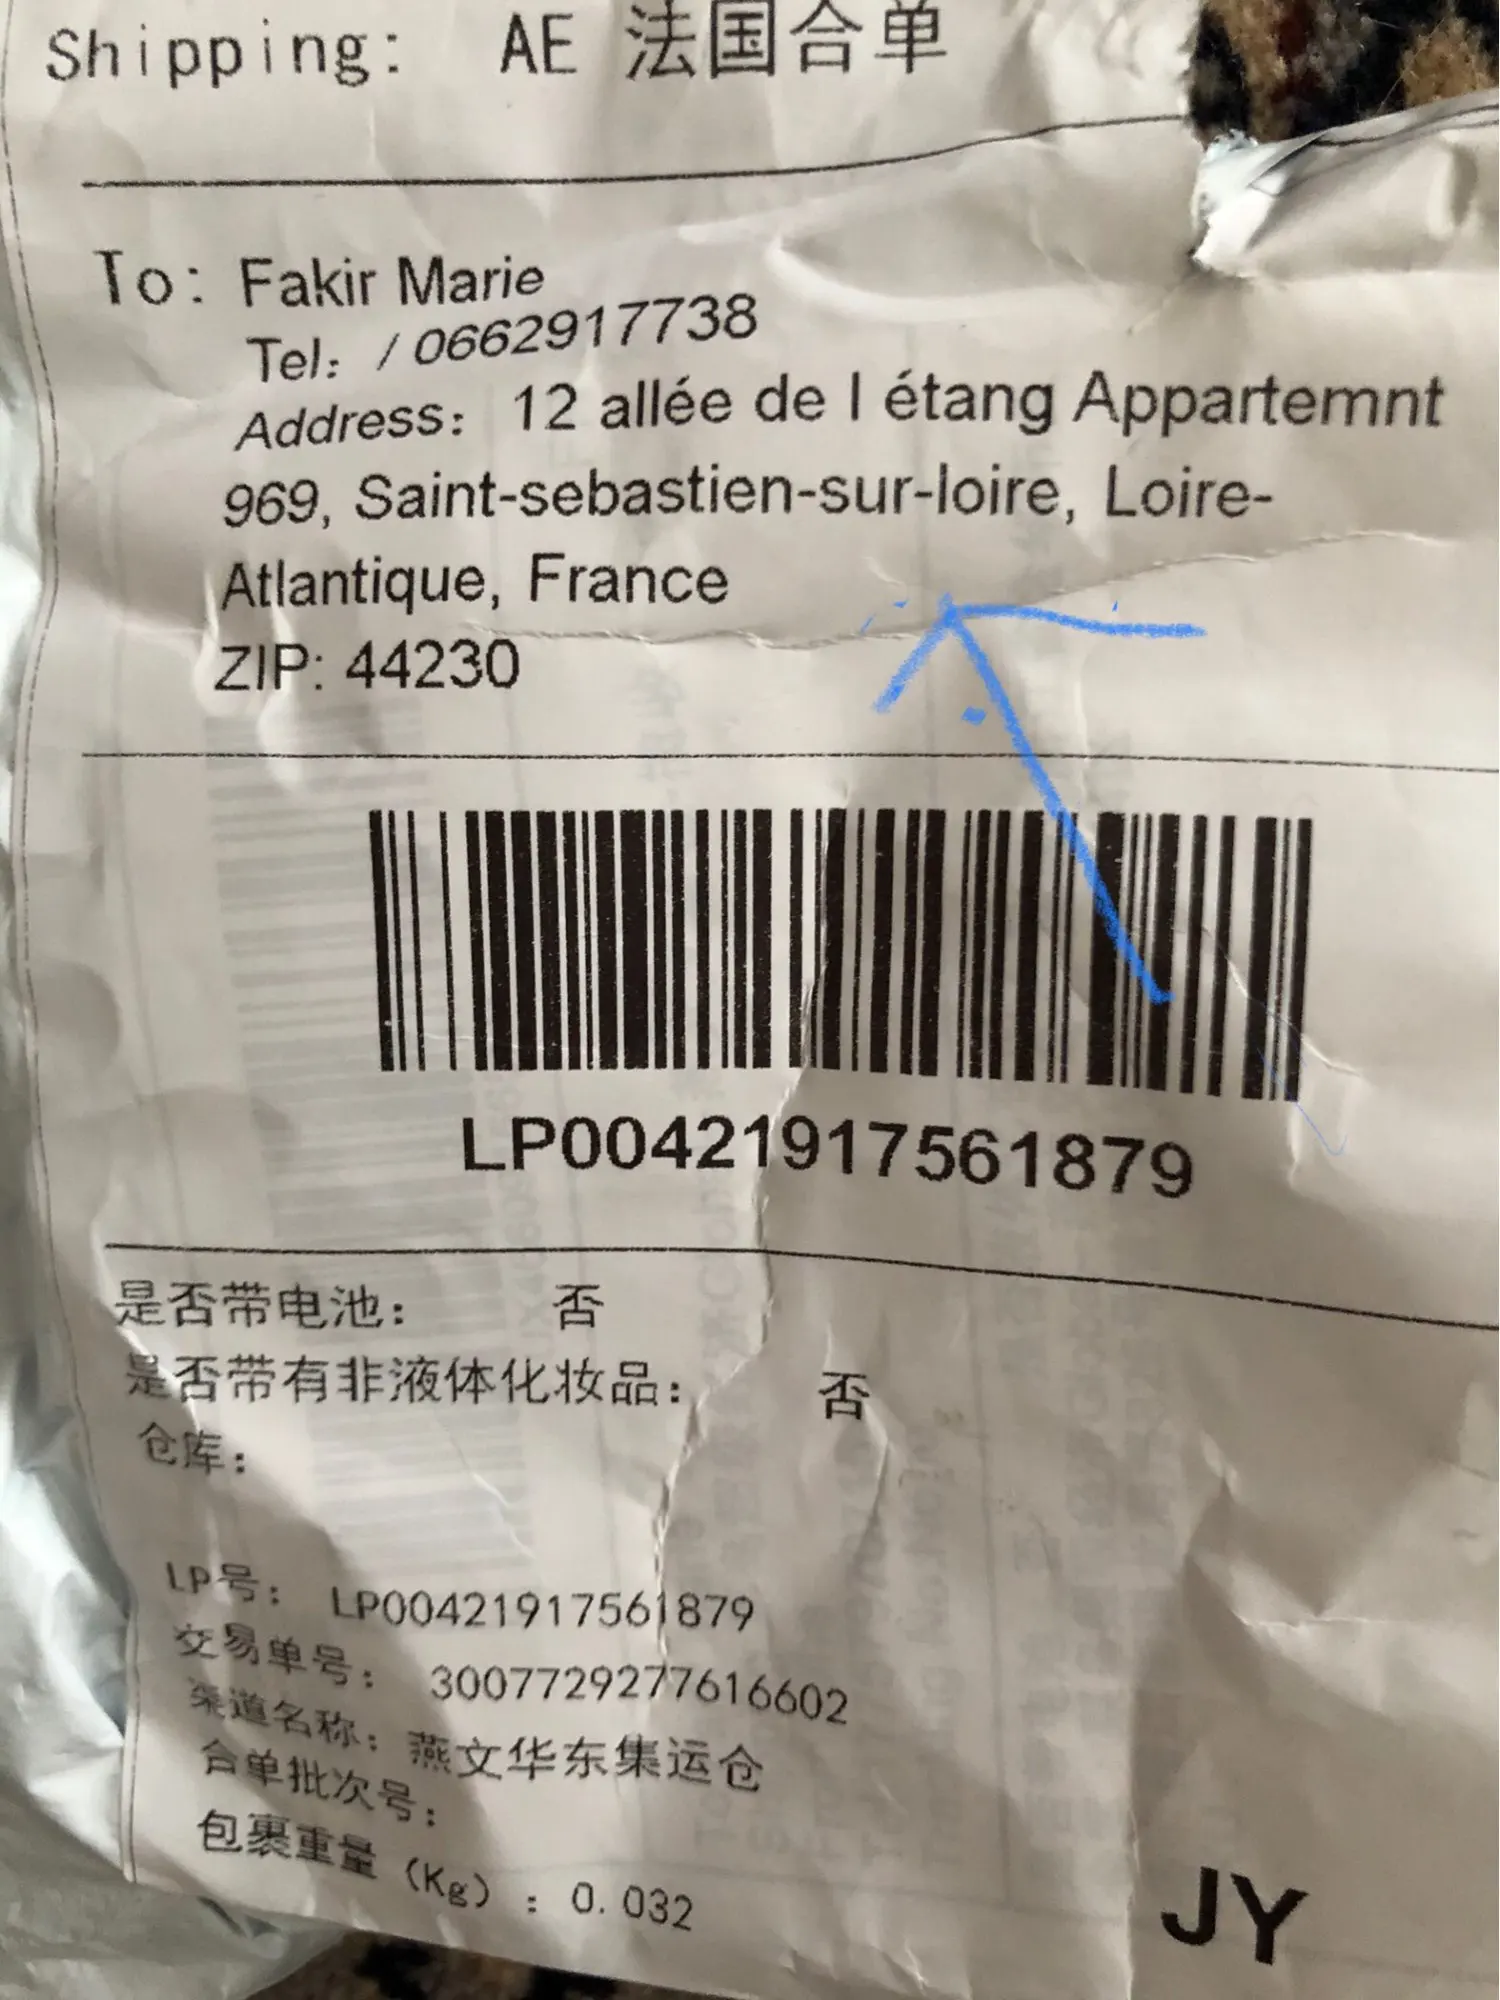 Shipping: AE 法国合单
To: Fakir Marie
Tel: / 0662917738
Address: 12 allée de l étang Appartemnt
969, Saint-sebastien-sur-loire, Loire-
Atlantique, France
ZIP: 44230
LP00421917561879
是否带电池: 否
是否带有非液体化妆品: 否
仓库:
LP号: LP00421917561879
交易单号: 3007729277616602
渠道名称: 燕文华东集运仓
合单批次号:
包裹重量 (Kg) : 0.032
JY